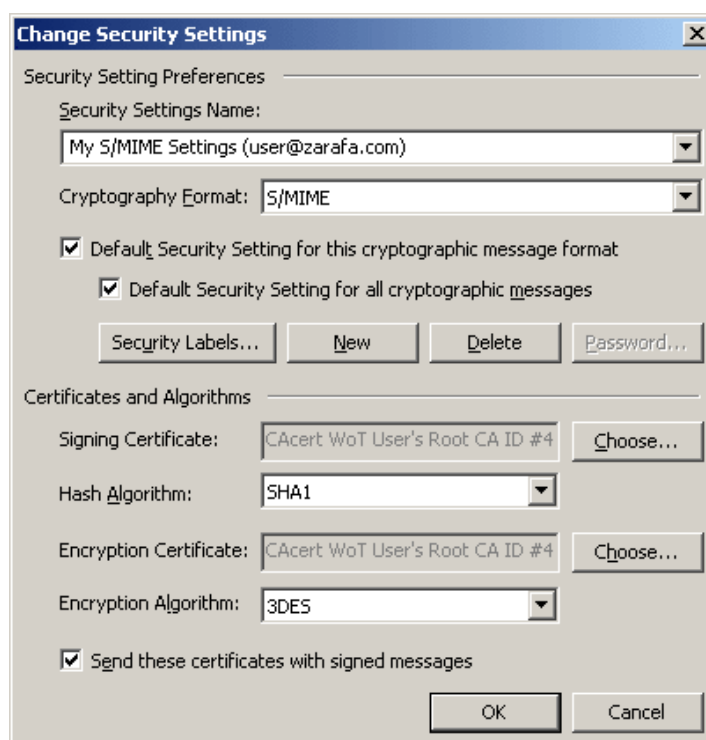 Change Security Settings
Security Setting Preferences
Security Settings Name:
My S/MIME Settings (user@zarafa.com)
Cryptography Format: S/MIME
Default Security Setting for this cryptographic message format
Default Security Setting for all cryptographic messages
Security Labels... New Delete Password...
Certificates and Algorithms
Signing Certificate: CAcert WoT User's Root CA ID #4 Choose...
Hash Algorithm: SHA1
Encryption Certificate: CAcert WoT User's Root CA ID #4 Choose...
Encryption Algorithm: 3DES
Send these certificates with signed messages
OK Cancel